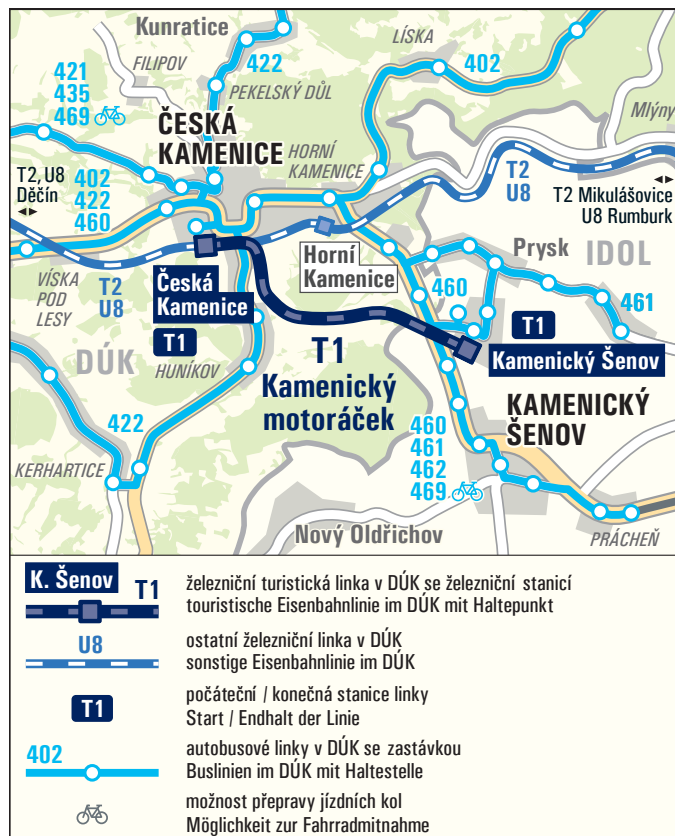 Kunratice
FILIPOV
421
435
469
422
PEKELSKÝ DŮL
LÍSKA
402
ČESKÁ
KAMENICE
HORNÍ
KAMENICE
Mlýny
T2, U8
Děčín
402
422
460
T2
U8
T2 Mikulášovice
U8 Rumburk
VÍSKA
POD
LESY
T2
U8
Česká
Kamenice
T1
Horní
Kamenice
Prysk
IDOL
460
461
T1
Kamenický Šenov
DÚK
HUNÍKOV
T1
Kamenický
motoráček
KAMENICKÝ
ŠENOV
422
KERHARTICE
460
461
462
469
Nový Oldřichov
PRÁCHEŇ
K. Šenov
T1
železniční turistická linka v DÚK se železniční stanicí
touristische Eisenbahnlinie im DÚK mit Haltepunkt
U8
ostatní železniční linka v DÚK
sonstige Eisenbahnlinie im DÚK
T1
počáteční / konečná stanice linky
Start / Endhalt der Linie
402
autobusové linky v DÚK se zastávkou
Buslinien im DÚK mit Haltestelle
možnost přepravy jízdních kol
Möglichkeit zur Fahrradmitnahme